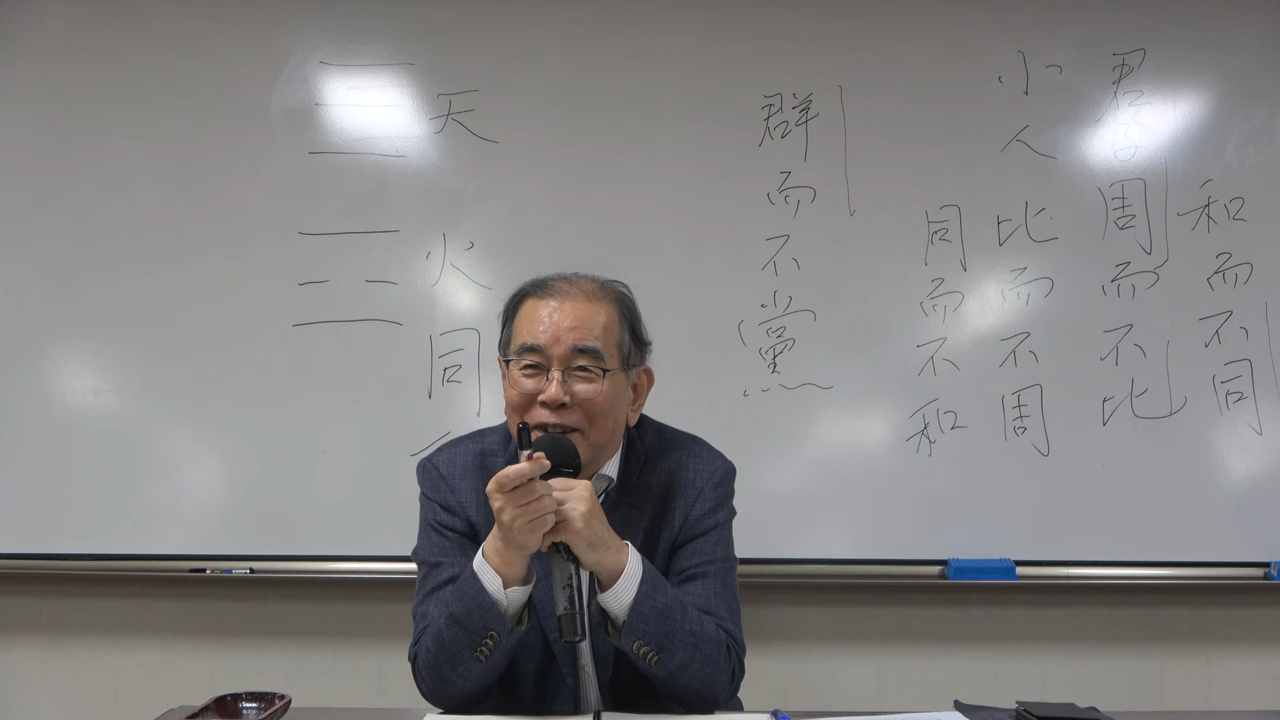 和而不同
君子周而不比
小人比而不周
同而不和
群而不黨
天火同